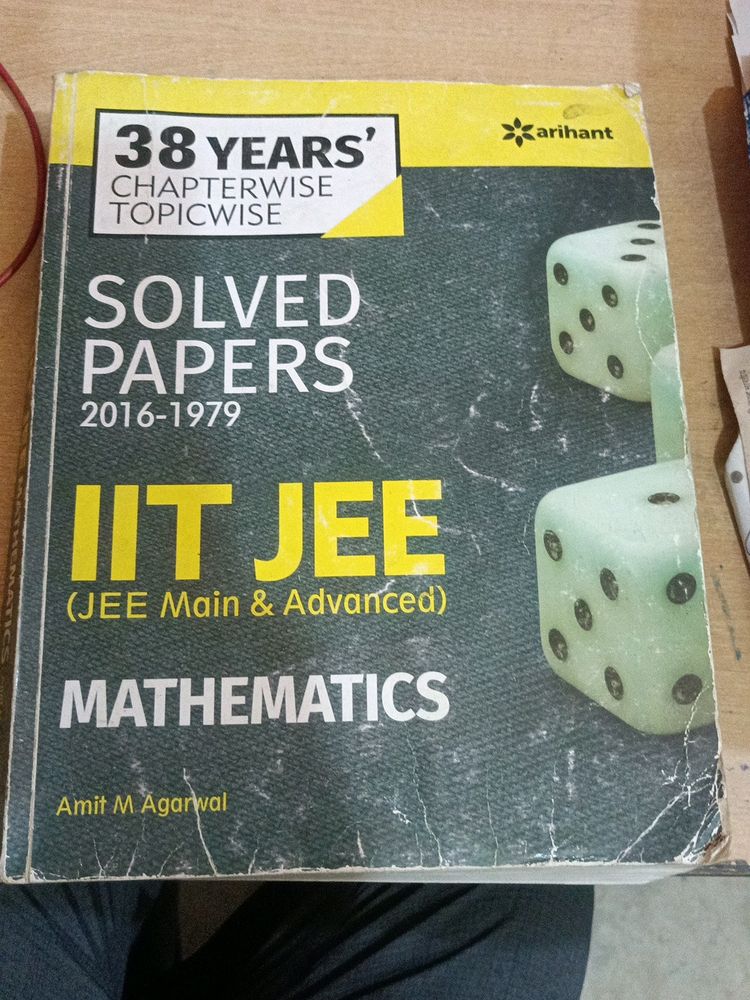 38 YEARS'
CHAPTERWISE
TOPICWISE
arihant
SOLVED
PAPERS
2016-1979
IIT JEE
(JEE Main & Advanced)
MATHEMATICS
Amit M Agarwal